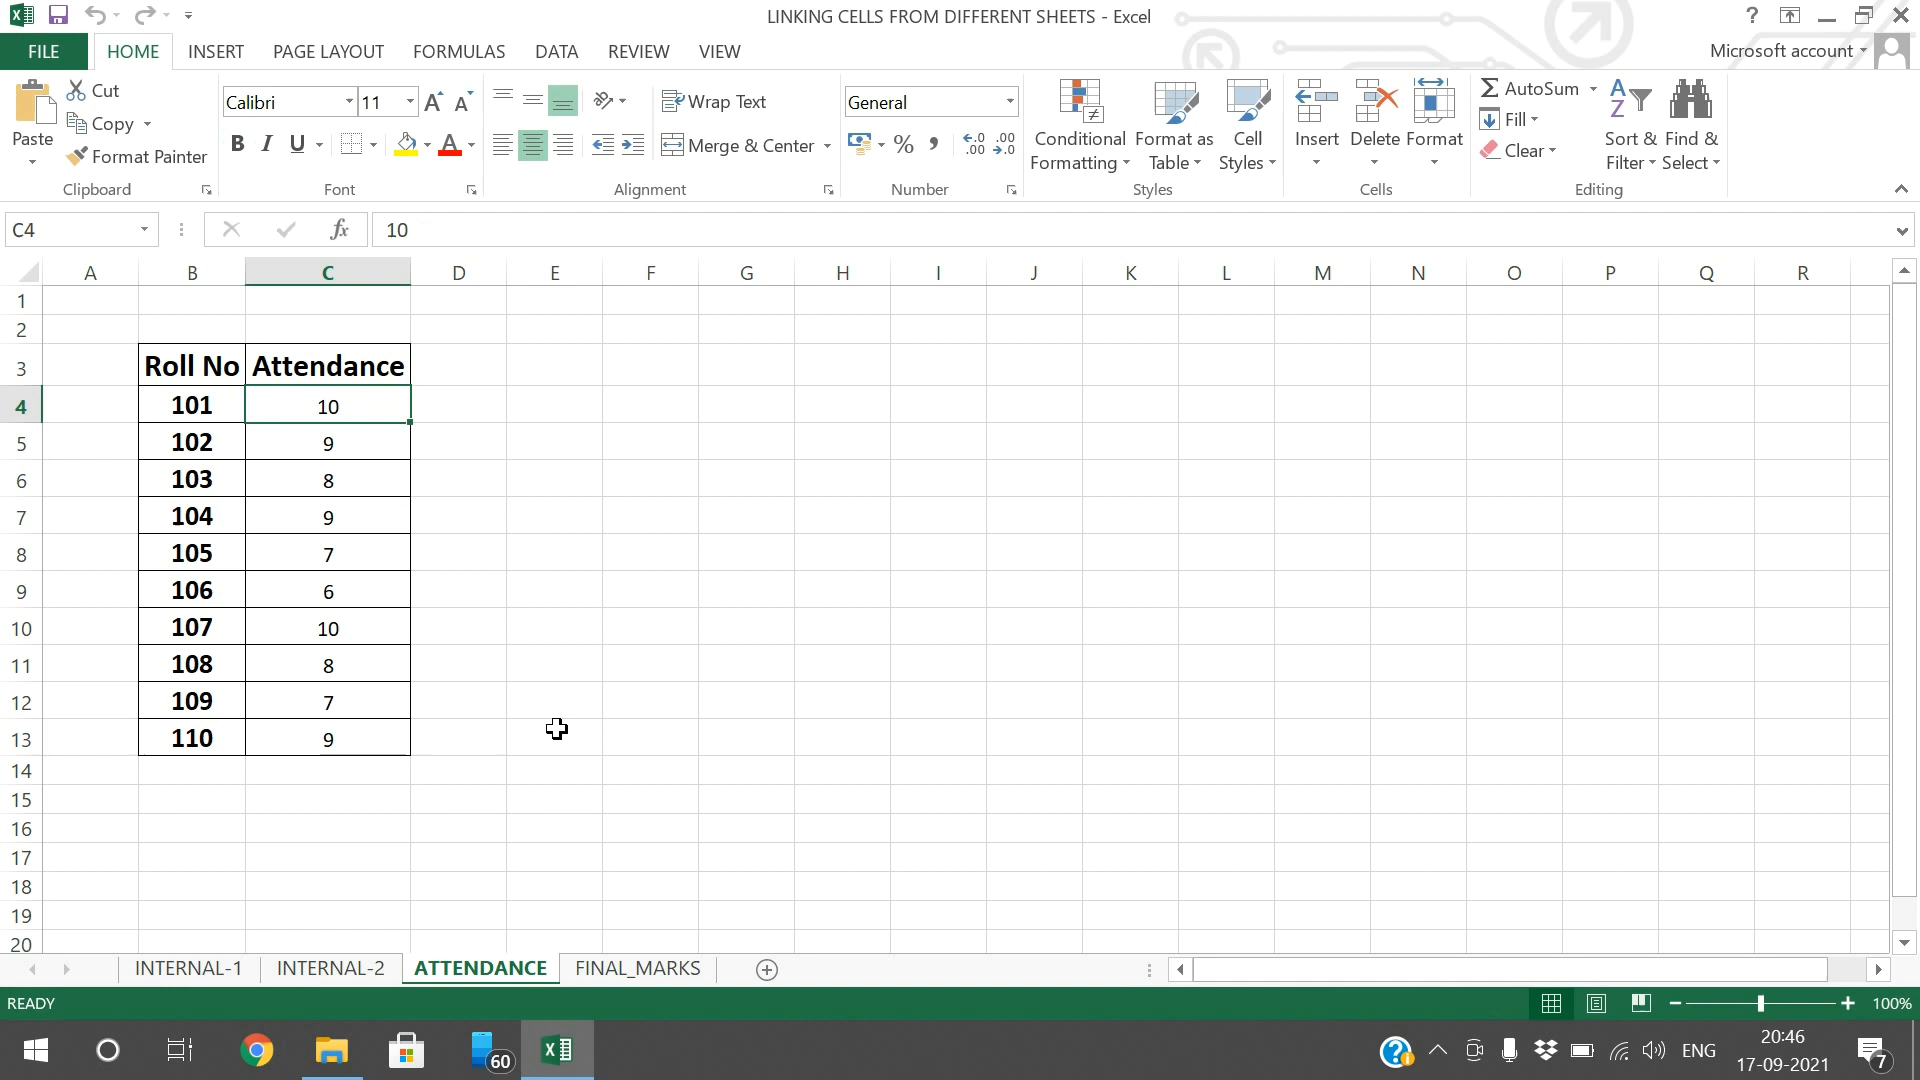 LINKING CELLS FROM DIFFERENT SHEETS - Excel
?
FILE HOME INSERT PAGE LAYOUT FORMULAS DATA REVIEW VIEW Microsoft account
Paste
Cut
Copy
Format Painter
Clipboard
Calibri 11
B I U
Font
Wrap Text
Merge & Center
Alignment
General
% ,
Number
Conditional Formatting
Format as Table
Cell Styles
Styles
Insert
Delete
Format
Cells
AutoSum
Fill
Clear
Sort & Filter
Find & Select
Editing
C4 fx 10
A B C D E F G H I J K L M N O P Q R
1
2
3 Roll No Attendance
4 101 10
5 102 9
6 103 8
7 104 9
8 105 7
9 106 6
10 107 10
11 108 8
12 109 7
13 110 9
14
15
16
17
18
19
20
INTERNAL-1 INTERNAL-2 ATTENDANCE FINAL_MARKS
READY 100%
60 ENG 20:46
17-09-2021 7